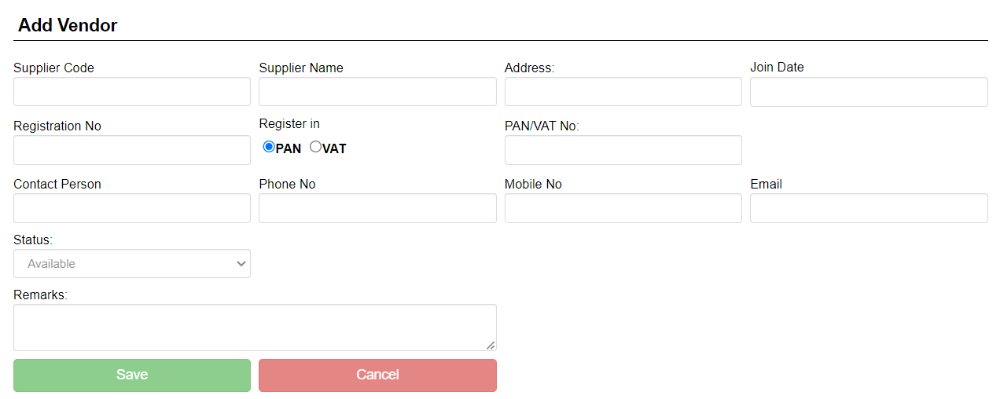 Add Vendor
Supplier Code Supplier Name Address: Join Date
Registration No Register in PAN/VAT No:
PAN VAT
Contact Person Phone No Mobile No Email
Status:
Available
Remarks:
Save Cancel